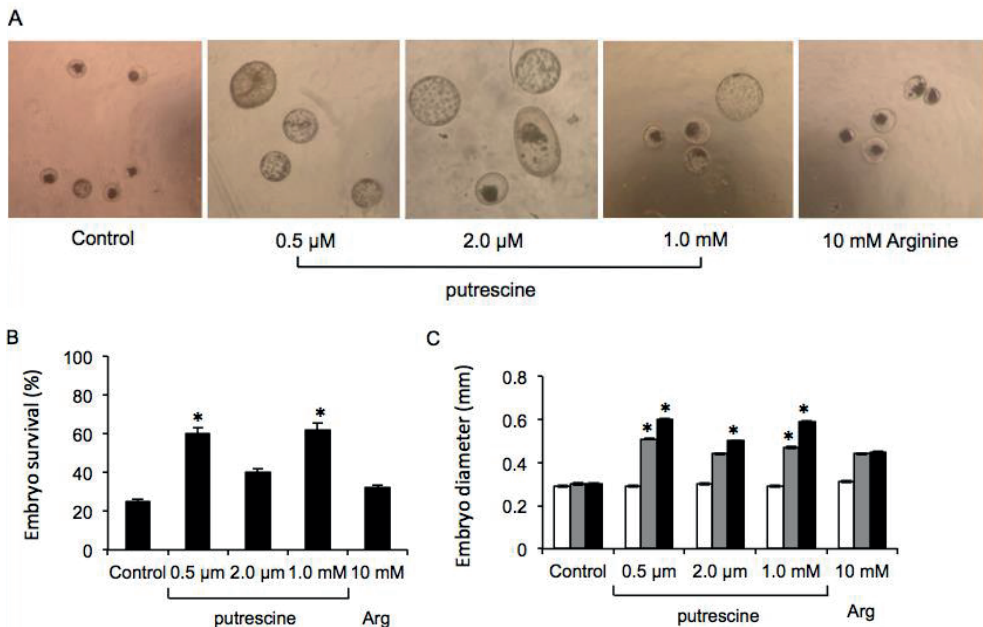 A
Control 0.5 µM 2.0 µM 1.0 mM 10 mM Arginine
putrescine
B
Embryo survival (%)
100
80
60
40
20
0
* *
Control 0.5 µm 2.0 µm 1.0 mM 10 mM
putrescine Arg
C
Embryo diameter (mm)
0.8
0.6
0.4
0.2
0
* * * * *
Control 0.5 µm 2.0 µm 1.0 mM 10 mM
putrescine Arg